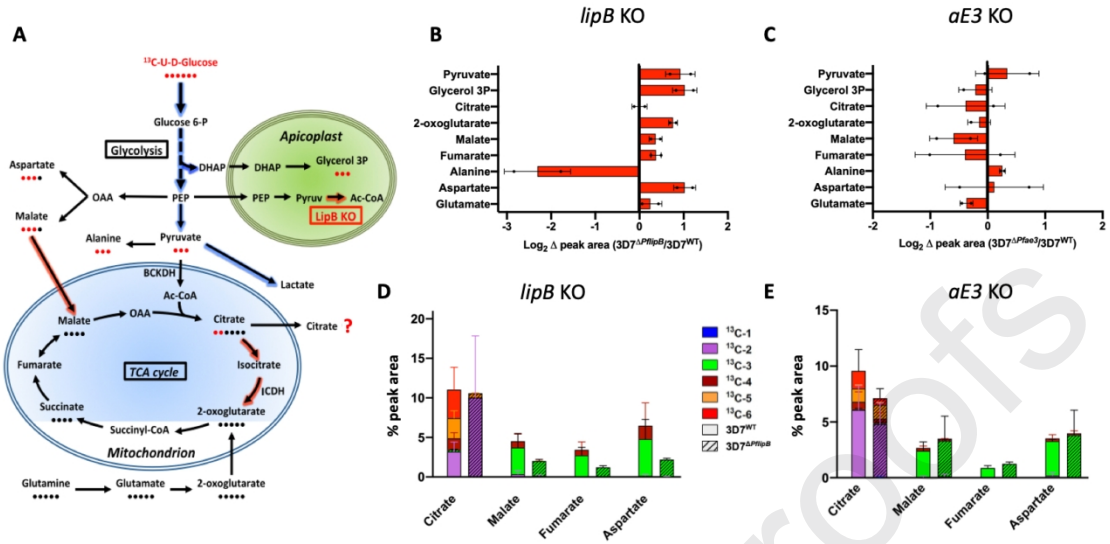 lipB KO
aE3 KO
A
B
C
13C-U-D-Glucose
Glucose 6-P
Glycolysis
Apicoplast
DHAP
DHAP
Glycerol 3P
Aspartate
OAA
PEP
PEP
Pyruv
Ac-CoA
LipB KO
Malate
Alanine
Pyruvate
BCKDH
Lactate
Ac-CoA
Malate
OAA
Citrate
Citrate ?
Fumarate
TCA cycle
Isocitrate
ICDH
Succinate
2-oxoglutarate
Succinyl-CoA
Mitochondrion
Glutamine
Glutamate
2-oxoglutarate
Pyruvate
Glycerol 3P
Citrate
2-oxoglutarate
Malate
Fumarate
Alanine
Aspartate
Glutamate
-3 -2 -1 0 1 2
Log2 Δ peak area (3D7ΔPflipB/3D7WT)
Pyruvate
Glycerol 3P
Citrate
2-oxoglutarate
Malate
Fumarate
Alanine
Aspartate
Glutamate
-2 -1 0 1 2
Log2 Δ peak area (3D7ΔPfae3/3D7WT)
D
lipB KO
E
aE3 KO
% peak area
20
15
10
5
0
Citrate
Malate
Fumarate
Aspartate
13C-1
13C-2
13C-3
13C-4
13C-5
13C-6
3D7WT
3D7ΔPflipB
% peak area
15
10
5
0
Citrate
Malate
Fumarate
Aspartate
roofs